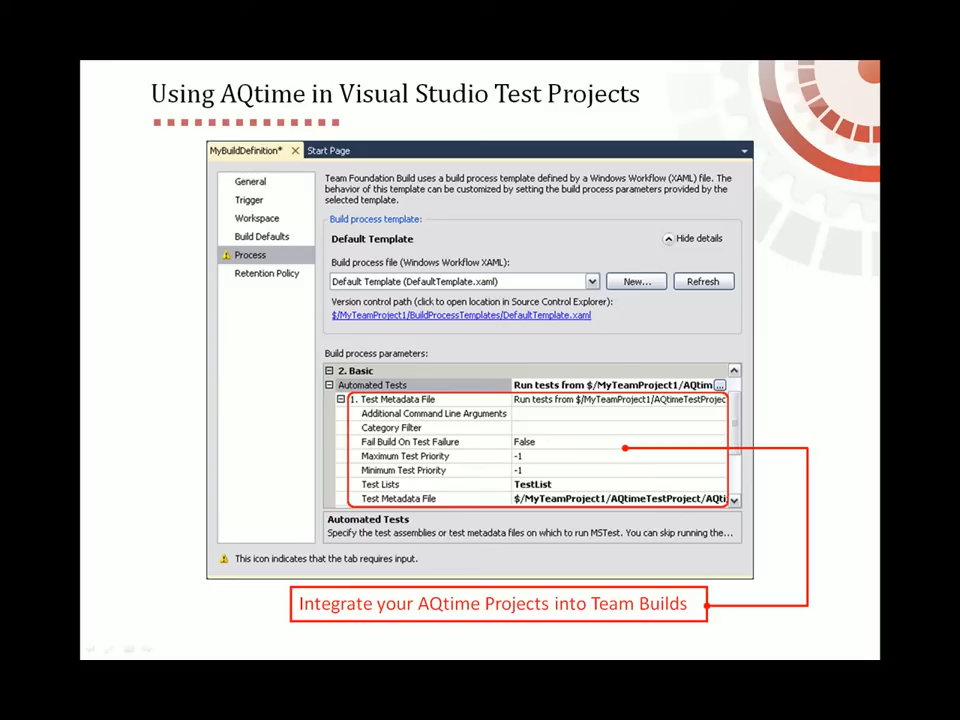 Using AQtime in Visual Studio Test Projects
MyBuildDefinition* Start Page
General
Trigger
Workspace
Build Defaults
Process
Retention Policy
Team Foundation Build uses a build process template defined by a Windows Workflow (XAML) file. The
behavior of this template can be customized by setting the build process parameters provided by the
selected template.
Build process template:
Default Template Hide details
Build process file (Windows Workflow XAML):
Default Template (DefaultTemplate.xaml) New... Refresh
Version control path (click to open location in Source Control Explorer):
$/MyTeamProject1/BuildProcessTemplates/DefaultTemplate.xaml
Build process parameters:
2. Basic
Automated Tests Run tests from $/MyTeamProject1/AQtim ...
1. Test Metadata File Run tests from $/MyTeamProject1/AQtimeTestProjec
Additional Command Line Arguments
Category Filter
Fail Build On Test Failure False
Maximum Test Priority -1
Minimum Test Priority -1
Test Lists TestList
Test Metadata File $/MyTeamProject1/AQtimeTestProject/AQti
Automated Tests
Specify the test assemblies or test metadata files on which to run MSTest. You can skip running the...
This icon indicates that the tab requires input.
Integrate your AQtime Projects into Team Builds